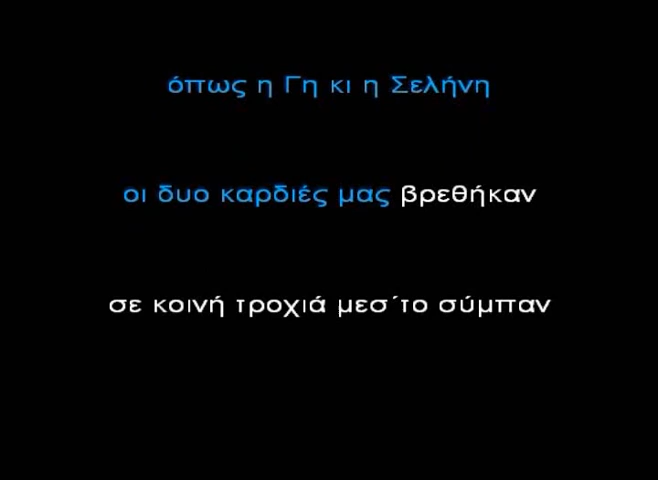 όπως η Γη κι η Σελήνη
οι δυο καρδιές μας βρεθήκαν
σε κοινή τροχιά μεσ΄το σύμπαν